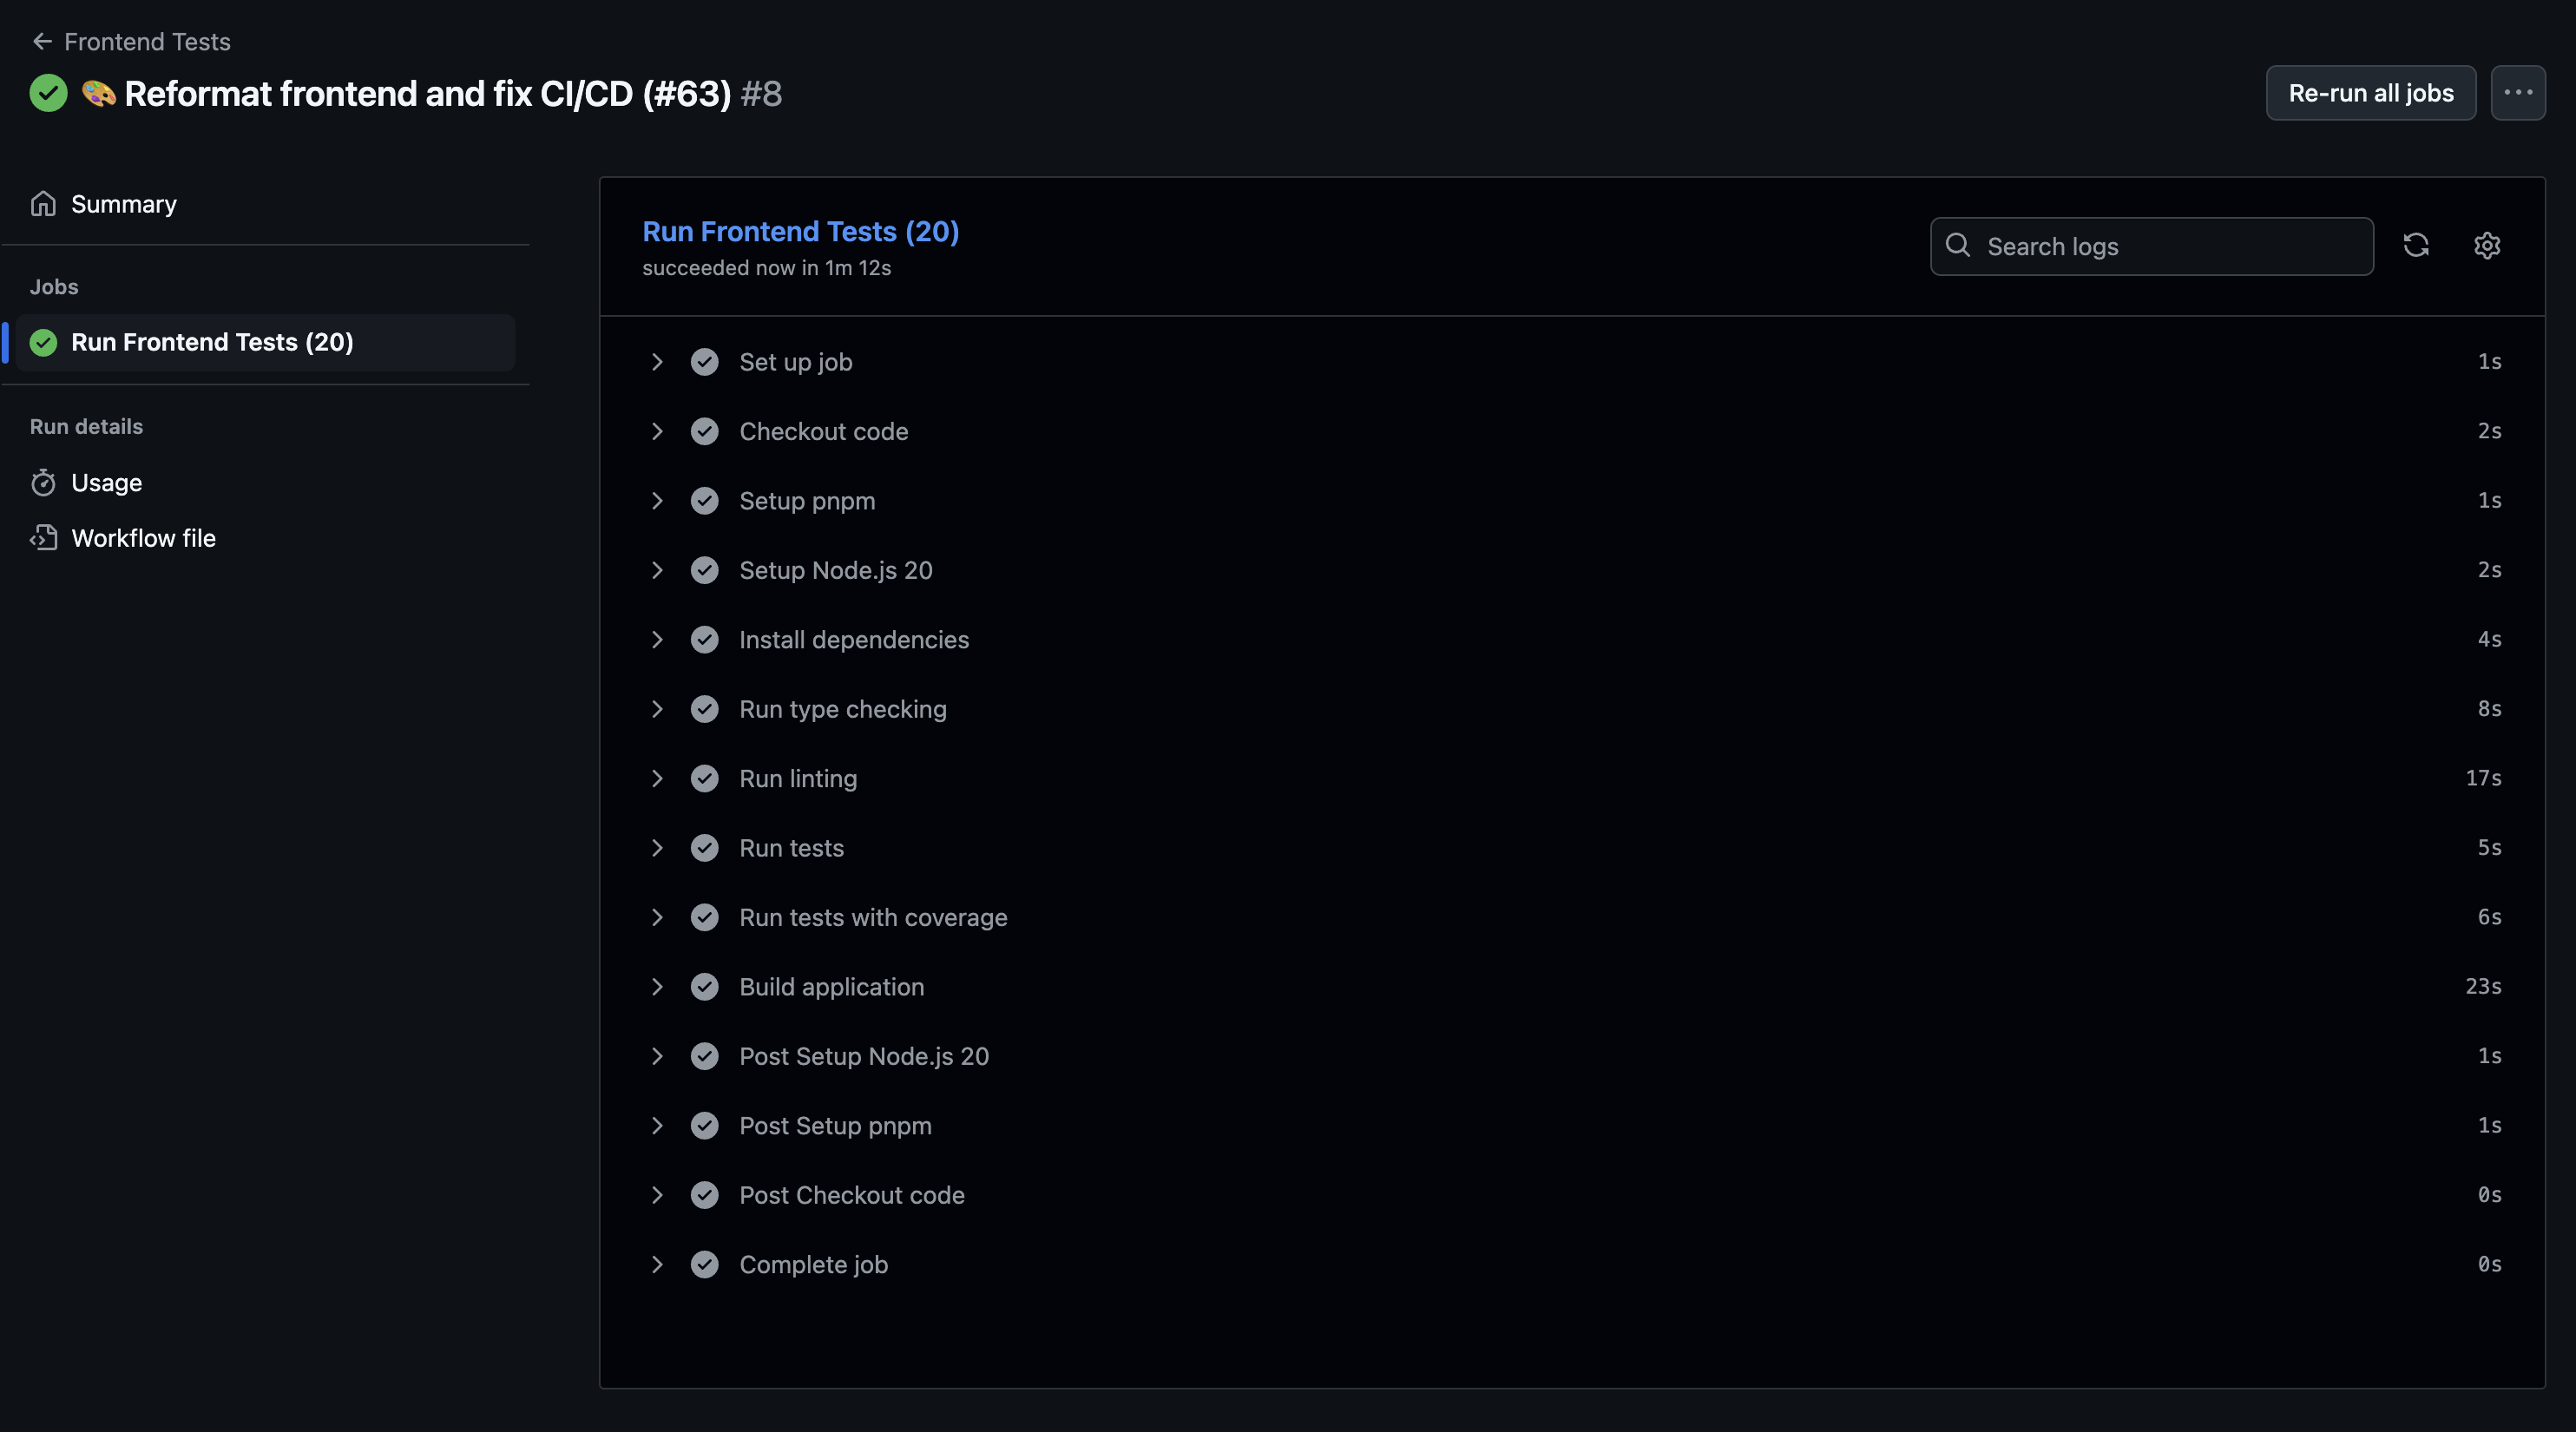 Frontend Tests
🎨 Reformat frontend and fix CI/CD (#63) #8
Re-run all jobs
Summary
Jobs
Run Frontend Tests (20)
Run details
Usage
Workflow file
Run Frontend Tests (20)
succeeded now in 1m 12s
Search logs
Set up job 1s
Checkout code 2s
Setup pnpm 1s
Setup Node.js 20 2s
Install dependencies 4s
Run type checking 8s
Run linting 17s
Run tests 5s
Run tests with coverage 6s
Build application 23s
Post Setup Node.js 20 1s
Post Setup pnpm 1s
Post Checkout code 0s
Complete job 0s